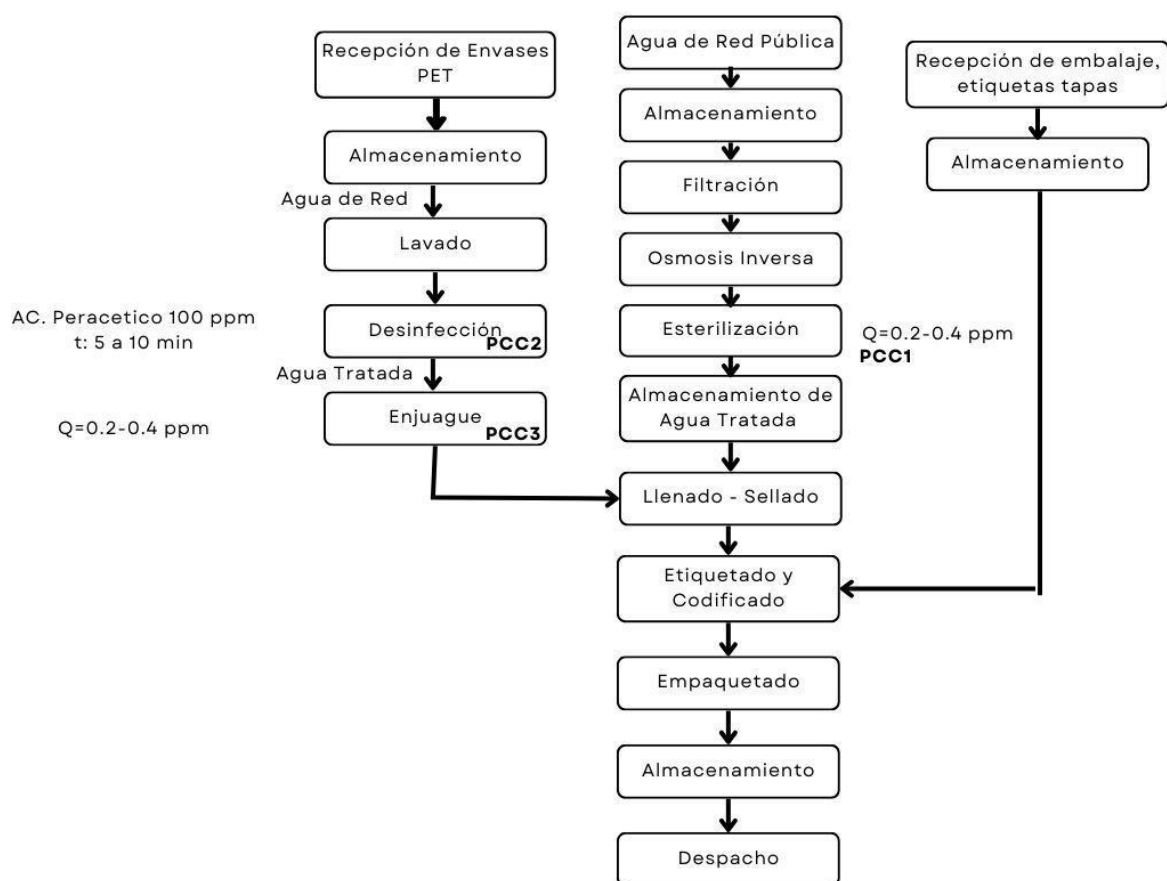 Recepción de Envases
PET
Almacenamiento
Agua de Red
Lavado
AC. Peracetico 100 ppm
t: 5 a 10 min
Desinfección
PCC2
Agua Tratada
Q=0.2-0.4 ppm
Enjuague
PCC3
Agua de Red Pública
Almacenamiento
Filtración
Osmosis Inversa
Esterilización
Q=0.2-0.4 ppm
PCC1
Almacenamiento de
Agua Tratada
Llenado - Sellado
Recepción de embalaje,
etiquetas tapas
Almacenamiento
Etiquetado y
Codificado
Empaquetado
Almacenamiento
Despacho